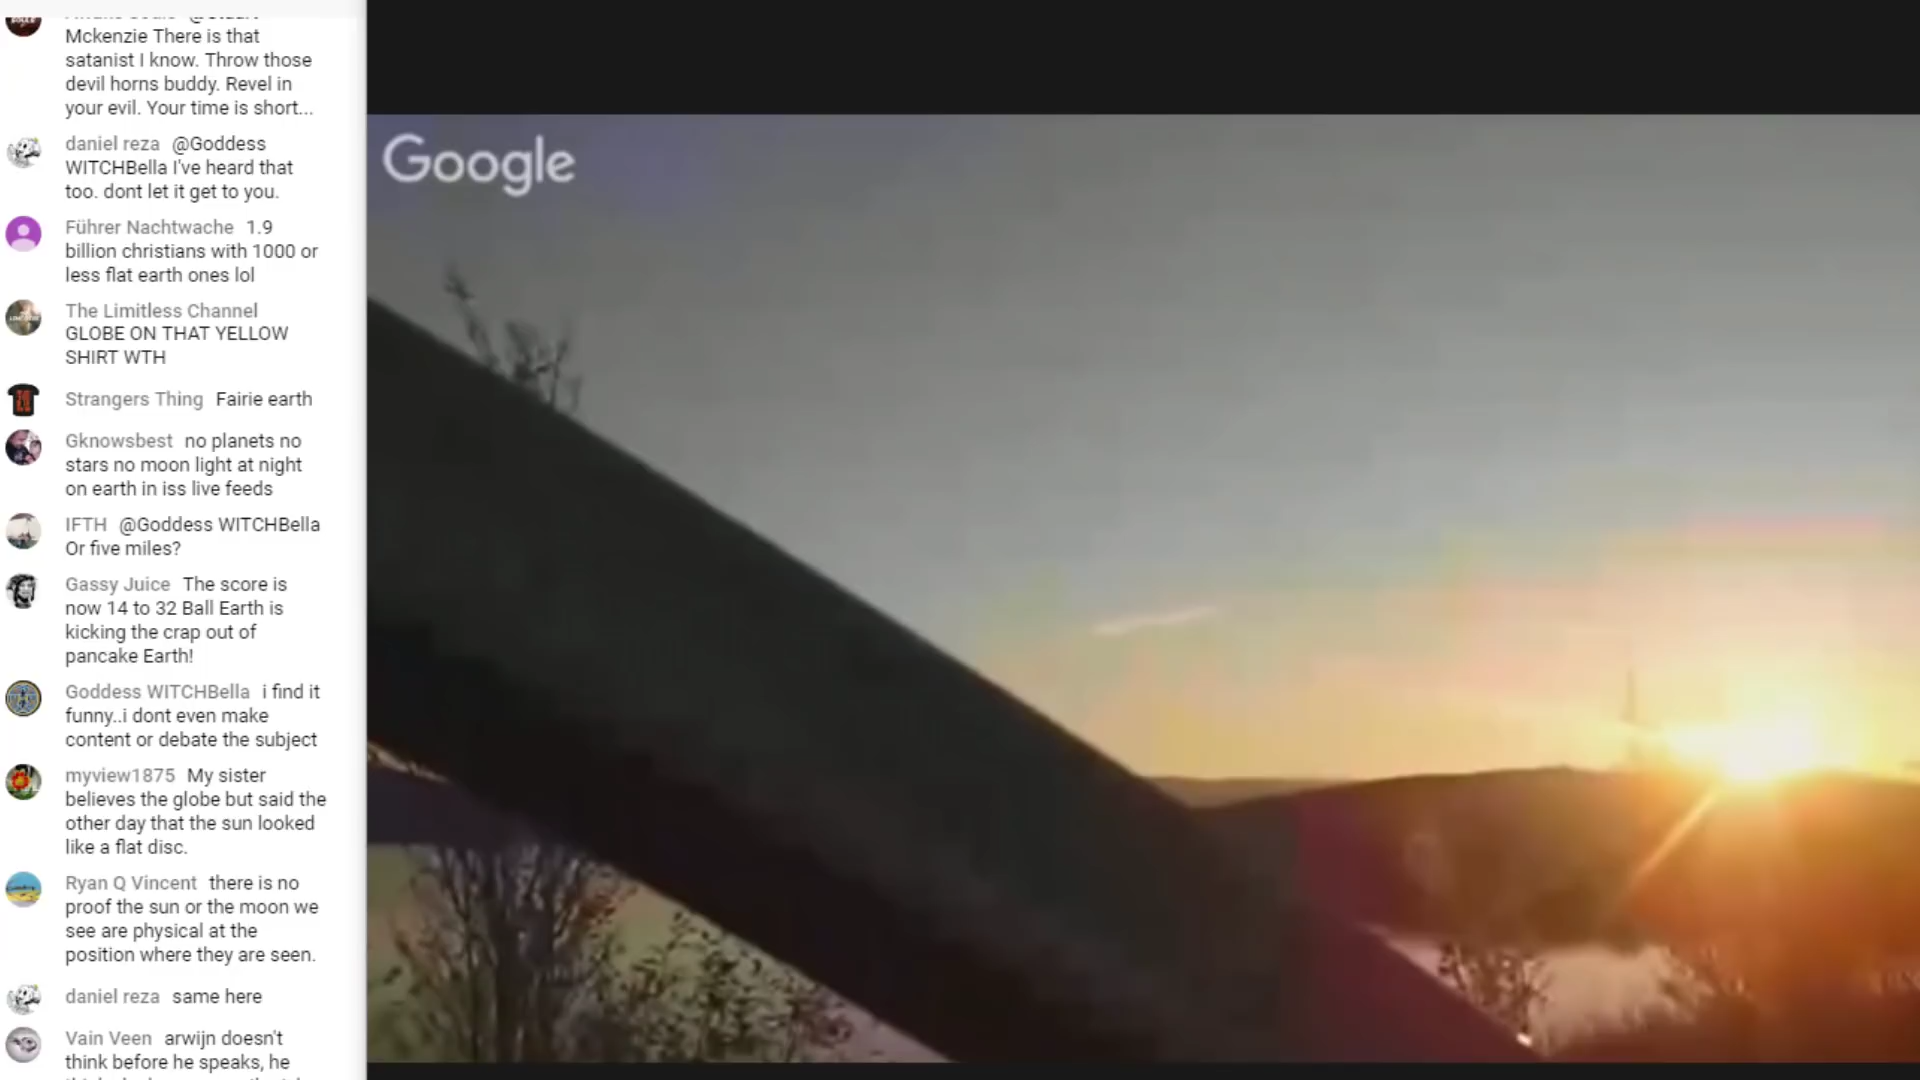 Mckenzie There is that
satanist I know. Throw those
devil horns buddy. Revel in
your evil. Your time is short...
daniel reza @Goddess
WITCHBella I've heard that
too. dont let it get to you.
Führer Nachtwache 1.9
billion christians with 1000 or
less flat earth ones lol
The Limitless Channel
GLOBE ON THAT YELLOW
SHIRT WTH
Strangers Thing Fairie earth
Gknowsbest no planets no
stars no moon light at night
on earth in iss live feeds
IFTH @Goddess WITCHBella
Or five miles?
Gassy Juice The score is
now 14 to 32 Ball Earth is
kicking the crap out of
pancake Earth!
Goddess WITCHBella i find it
funny..i dont even make
content or debate the subject
myview1875 My sister
believes the globe but said the
other day that the sun looked
like a flat disc.
Ryan Q Vincent there is no
proof the sun or the moon we
see are physical at the
position where they are seen.
daniel reza same here
Vain Veen arwijn doesn't
think before he speaks, he
Google